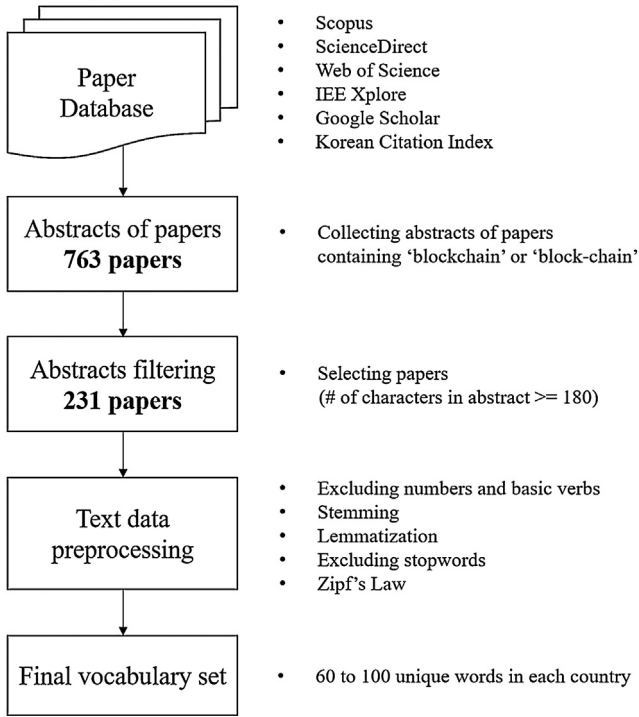 Paper
Database
• Scopus
• ScienceDirect
• Web of Science
• IEE Xplore
• Google Scholar
• Korean Citation Index
Abstracts of papers
763 papers
• Collecting abstracts of papers
containing ‘blockchain’ or ‘block-chain’
Abstracts filtering
231 papers
• Selecting papers
(# of characters in abstract >= 180)
Text data
preprocessing
• Excluding numbers and basic verbs
• Stemming
• Lemmatization
• Excluding stopwords
• Zipf’s Law
Final vocabulary set
• 60 to 100 unique words in each country